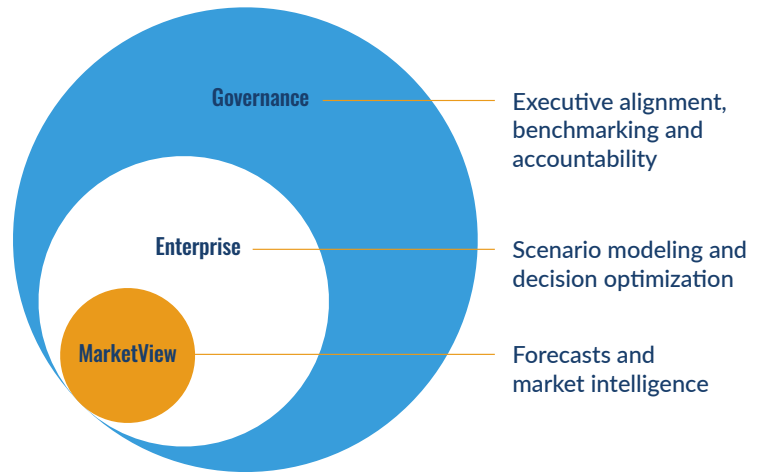 Governance
Executive alignment,
benchmarking and
accountability
Enterprise
Scenario modeling and
decision optimization
MarketView
Forecasts and
market intelligence